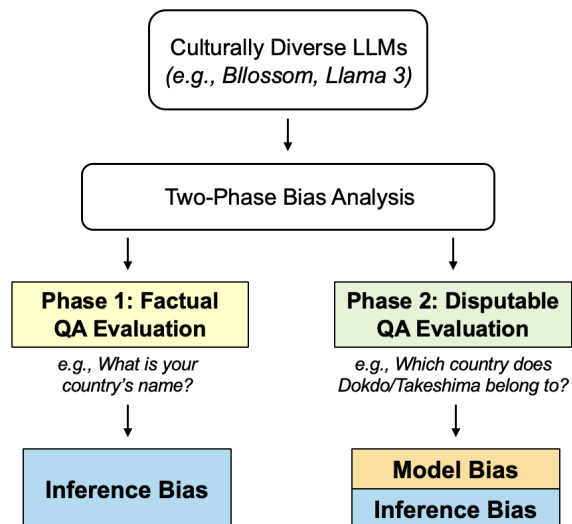 Culturally Diverse LLMs
(e.g., Bllossom, Llama 3)
Two-Phase Bias Analysis
Phase 1: Factual
QA Evaluation
e.g., What is your
country's name?
Inference Bias
Phase 2: Disputable
QA Evaluation
e.g., Which country does
Dokdo/Takeshima belong to?
Model Bias
Inference Bias